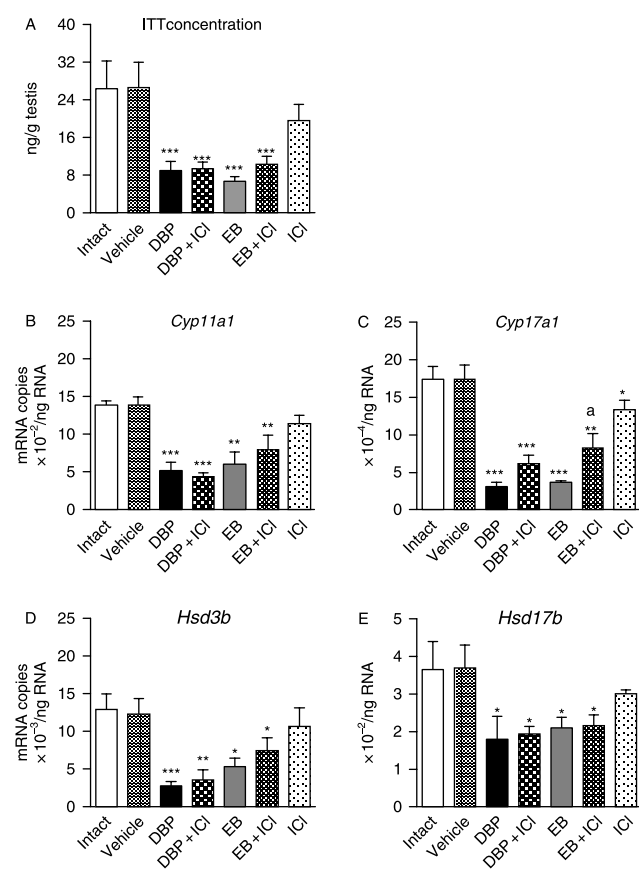 A ITTconcentration
40
32
24
16
8
0
ng/g testis
*** *** *** ***
Intact Vehicle DBP DBP+ICI EB EB+ICI ICI
B Cyp11a1
25
20
15
10
5
0
mRNA copies
×10⁻²/ng RNA
*** *** ** **
Intact Vehicle DBP DBP+ICI EB EB+ICI ICI
C Cyp17a1
25
20
15
10
5
0
×10⁻⁴/ng RNA
a
*** *** *** ** *
Intact Vehicle DBP DBP+ICI EB EB+ICI ICI
D Hsd3b
25
20
15
10
5
0
mRNA copies
×10⁻³/ng RNA
*** ** * *
Intact Vehicle DBP DBP+ICI EB EB+ICI ICI
E Hsd17b
5
4
3
2
1
0
×10⁻²/ng RNA
* * * *
Intact Vehicle DBP DBP+ICI EB EB+ICI ICI